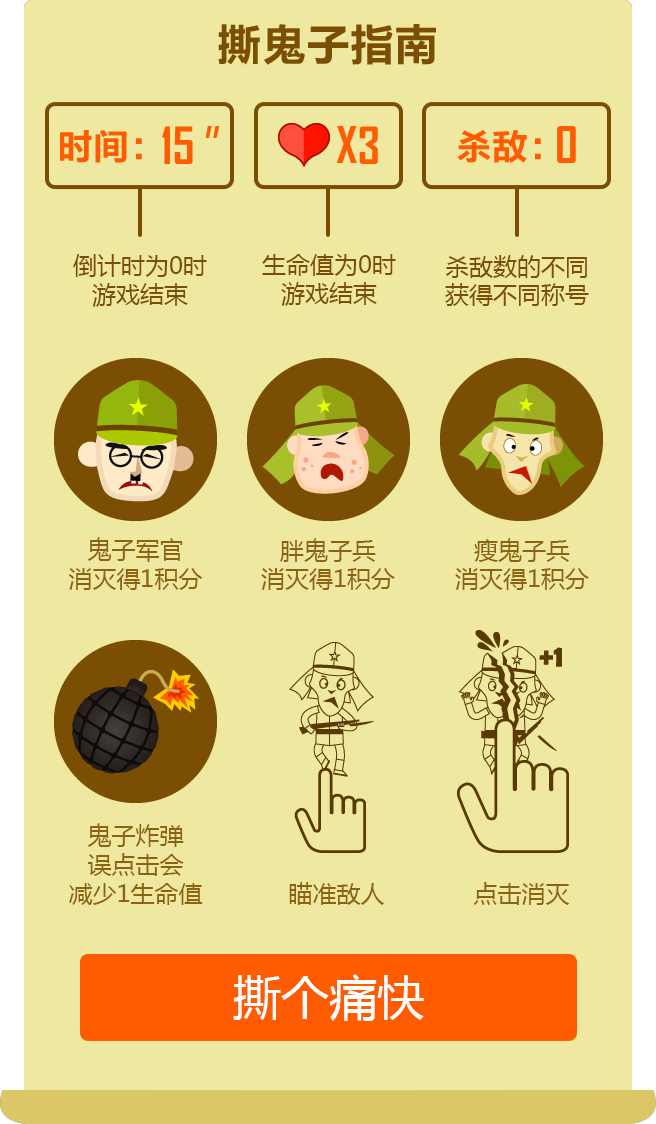 撕鬼子指南
时间：15″
X3
杀敌：0
倒计时为0时
游戏结束
生命值为0时
游戏结束
杀敌数的不同
获得不同称号
鬼子军官
消灭得1积分
胖鬼子兵
消灭得1积分
瘦鬼子兵
消灭得1积分
+1
鬼子炸弹
误点击会
减少1生命值
瞄准敌人
点击消灭
撕个痛快